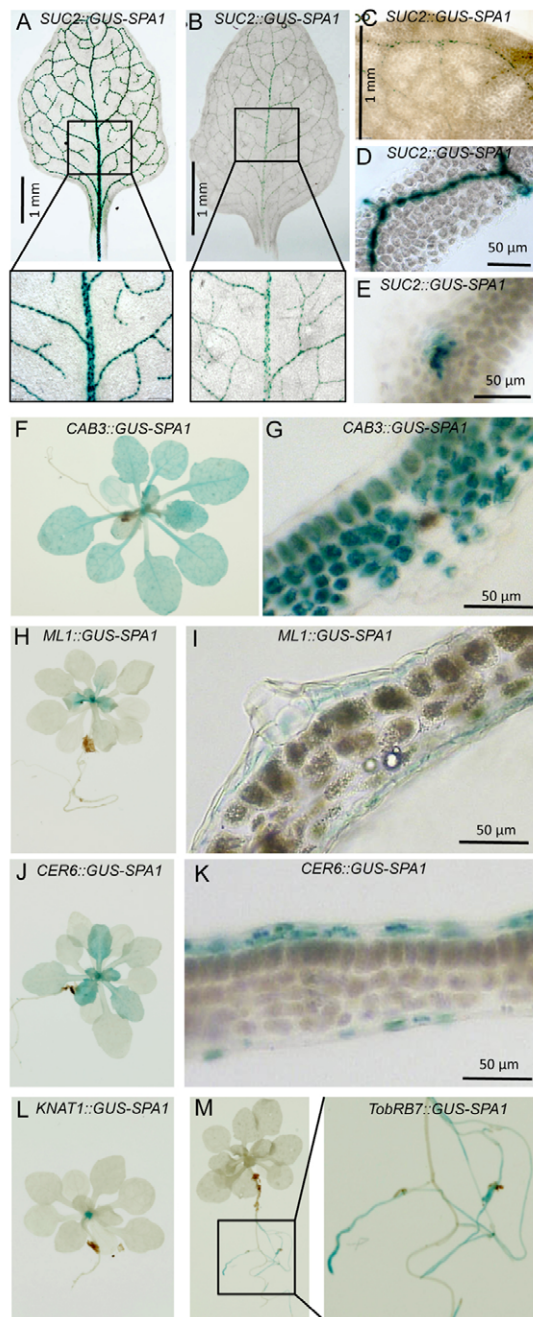 A SUC2::GUS-SPA1
B SUC2::GUS-SPA1
C SUC2::GUS-SPA1
1 mm
D SUC2::GUS-SPA1
50 µm
E SUC2::GUS-SPA1
50 µm
1 mm
1 mm
F CAB3::GUS-SPA1
G CAB3::GUS-SPA1
50 µm
H ML1::GUS-SPA1
I ML1::GUS-SPA1
50 µm
J CER6::GUS-SPA1
K CER6::GUS-SPA1
50 µm
L KNAT1::GUS-SPA1
M TobRB7::GUS-SPA1